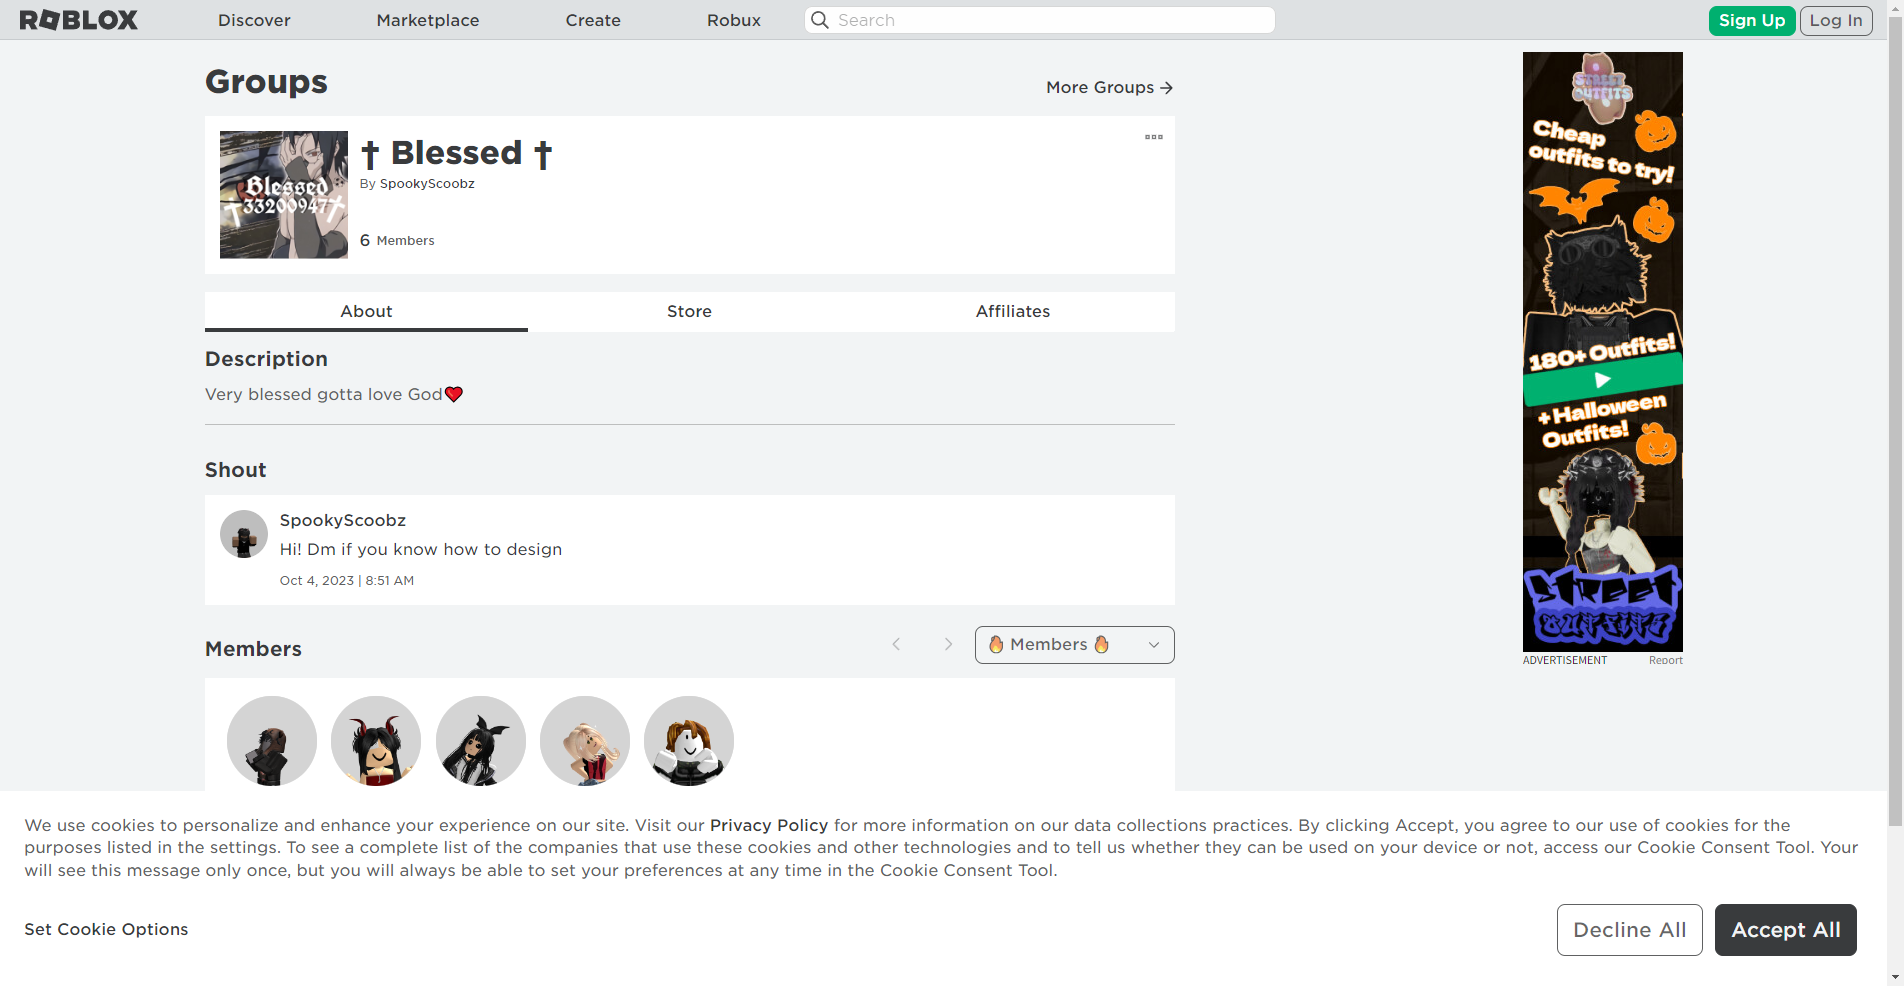 ROBLOX
Discover
Marketplace
Create
Robux
Search
Sign Up
Log In
Groups
More Groups
† Blessed †
By SpookyScoobz
6 Members
Blessed
33200947
About
Store
Affiliates
Description
Very blessed gotta love God❤️
Shout
SpookyScoobz
Hi! Dm if you know how to design
Oct 4, 2023 | 8:51 AM
Members
🔥 Members 🔥
STREET
OUTFITS
Cheap
outfits to try!
180+ Outfits!
+ Halloween
Outfits!
STREET
OUTFITS
ADVERTISEMENT
Report
We use cookies to personalize and enhance your experience on our site. Visit our Privacy Policy for more information on our data collections practices. By clicking Accept, you agree to our use of cookies for the
purposes listed in the settings. To see a complete list of the companies that use these cookies and other technologies and to tell us whether they can be used on your device or not, access our Cookie Consent Tool. Your
will see this message only once, but you will always be able to set your preferences at any time in the Cookie Consent Tool.
Set Cookie Options
Decline All
Accept All